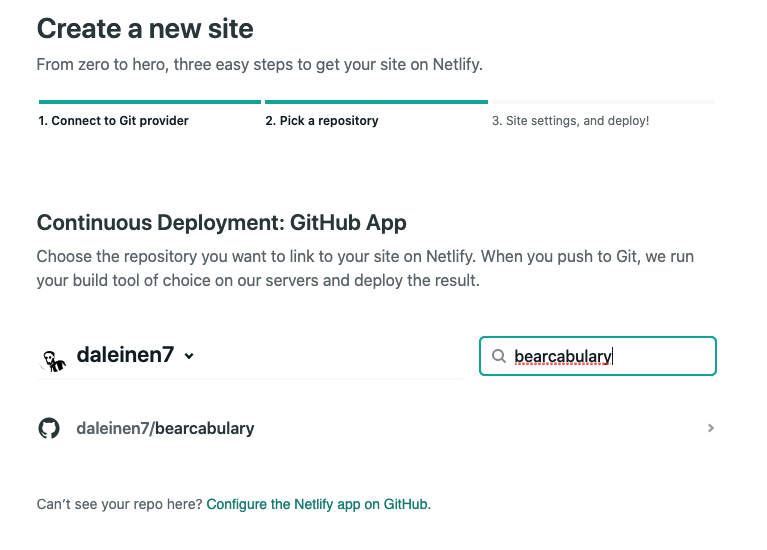 Create a new site
From zero to hero, three easy steps to get your site on Netlify.
1. Connect to Git provider
2. Pick a repository
3. Site settings, and deploy!
Continuous Deployment: GitHub App
Choose the repository you want to link to your site on Netlify. When you push to Git, we run
your build tool of choice on our servers and deploy the result.
daleinen7
bearcabulary
daleinen7/bearcabulary
Can't see your repo here? Configure the Netlify app on GitHub.